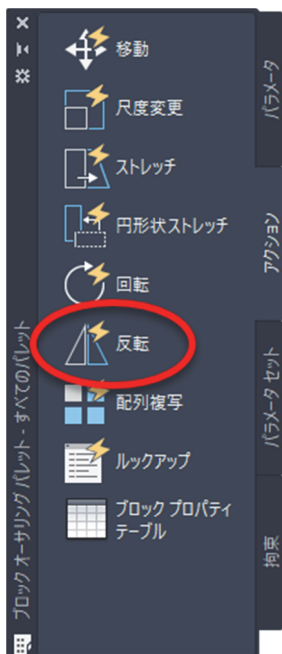 移動
尺度変更
ストレッチ
円形状ストレッチ
回転
反転
配列複写
ルックアップ
ブロック プロパティ
テーブル
パラメータ
アクション
パラメータ セット
拘束
ブロック オーサリング パレット - すべてのパレット